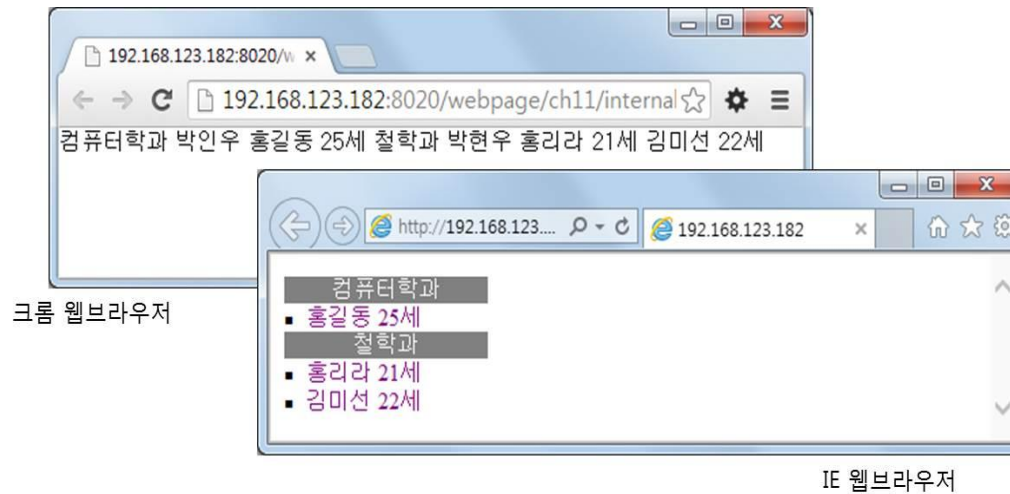 192.168.123.182:8020/w
192.168.123.182:8020/webpage/ch11/internal
컴퓨터학과 박인우 홍길동 25세 철학과 박현우 홍리라 21세 김미선 22세
http://192.168.123....
192.168.123.182
컴퓨터학과
▪ 홍길동 25세
철학과
▪ 홍리라 21세
▪ 김미선 22세
크롬 웹브라우저
IE 웹브라우저